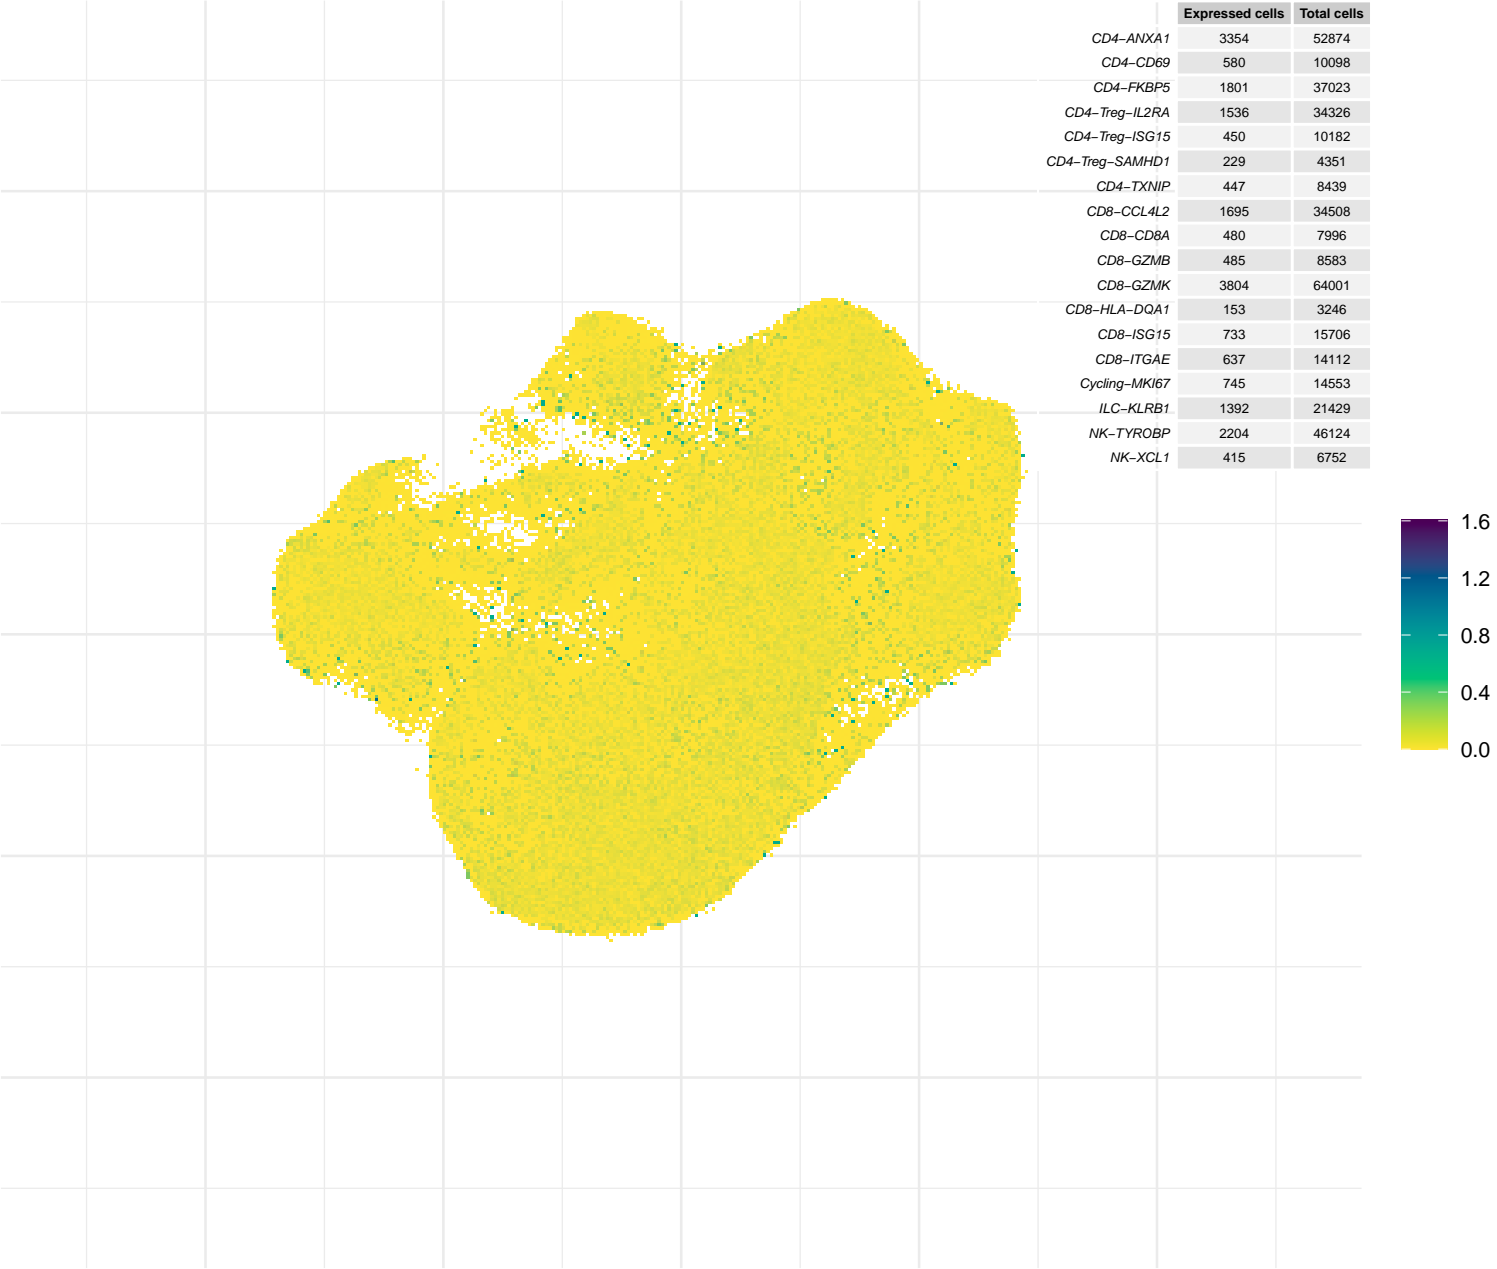 Expressed cells Total cells
CD4−ANXA1 3354 52874
CD4−CD69 580 10098
CD4−FKBP5 1801 37023
CD4−Treg−IL2RA 1536 34326
CD4−Treg−ISG15 450 10182
CD4−Treg−SAMHD1 229 4351
CD4−TXNIP 447 8439
CD8−CCL4L2 1695 34508
CD8−CD8A 480 7996
CD8−GZMB 485 8583
CD8−GZMK 3804 64001
CD8−HLA−DQA1 153 3246
CD8−ISG15 733 15706
CD8−ITGAE 637 14112
Cycling−MKI67 745 14553
ILC−KLRB1 1392 21429
NK−TYROBP 2204 46124
NK−XCL1 415 6752
1.6
1.2
0.8
0.4
0.0